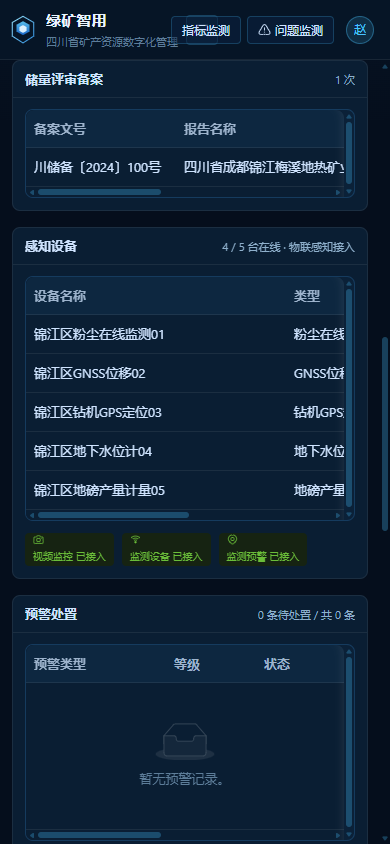 绿矿智用
四川省矿产资源数字化管理
指标监测
问题监测
赵
储量评审备案
1 次
备案文号 报告名称
川储备〔2024〕100号 四川省成都锦江梅溪地热矿业
感知设备
4 / 5 台在线 · 物联感知接入
设备名称 类型
锦江区粉尘在线监测01 粉尘在线
锦江区GNSS位移02 GNSS位移
锦江区钻机GPS定位03 钻机GPS
锦江区地下水位计04 地下水位
锦江区地磅产量计量05 地磅产量
视频监控 已接入
监测设备 已接入
监测预警 已接入
预警处置
0 条待处置 / 共 0 条
预警类型 等级 状态
暂无预警记录。